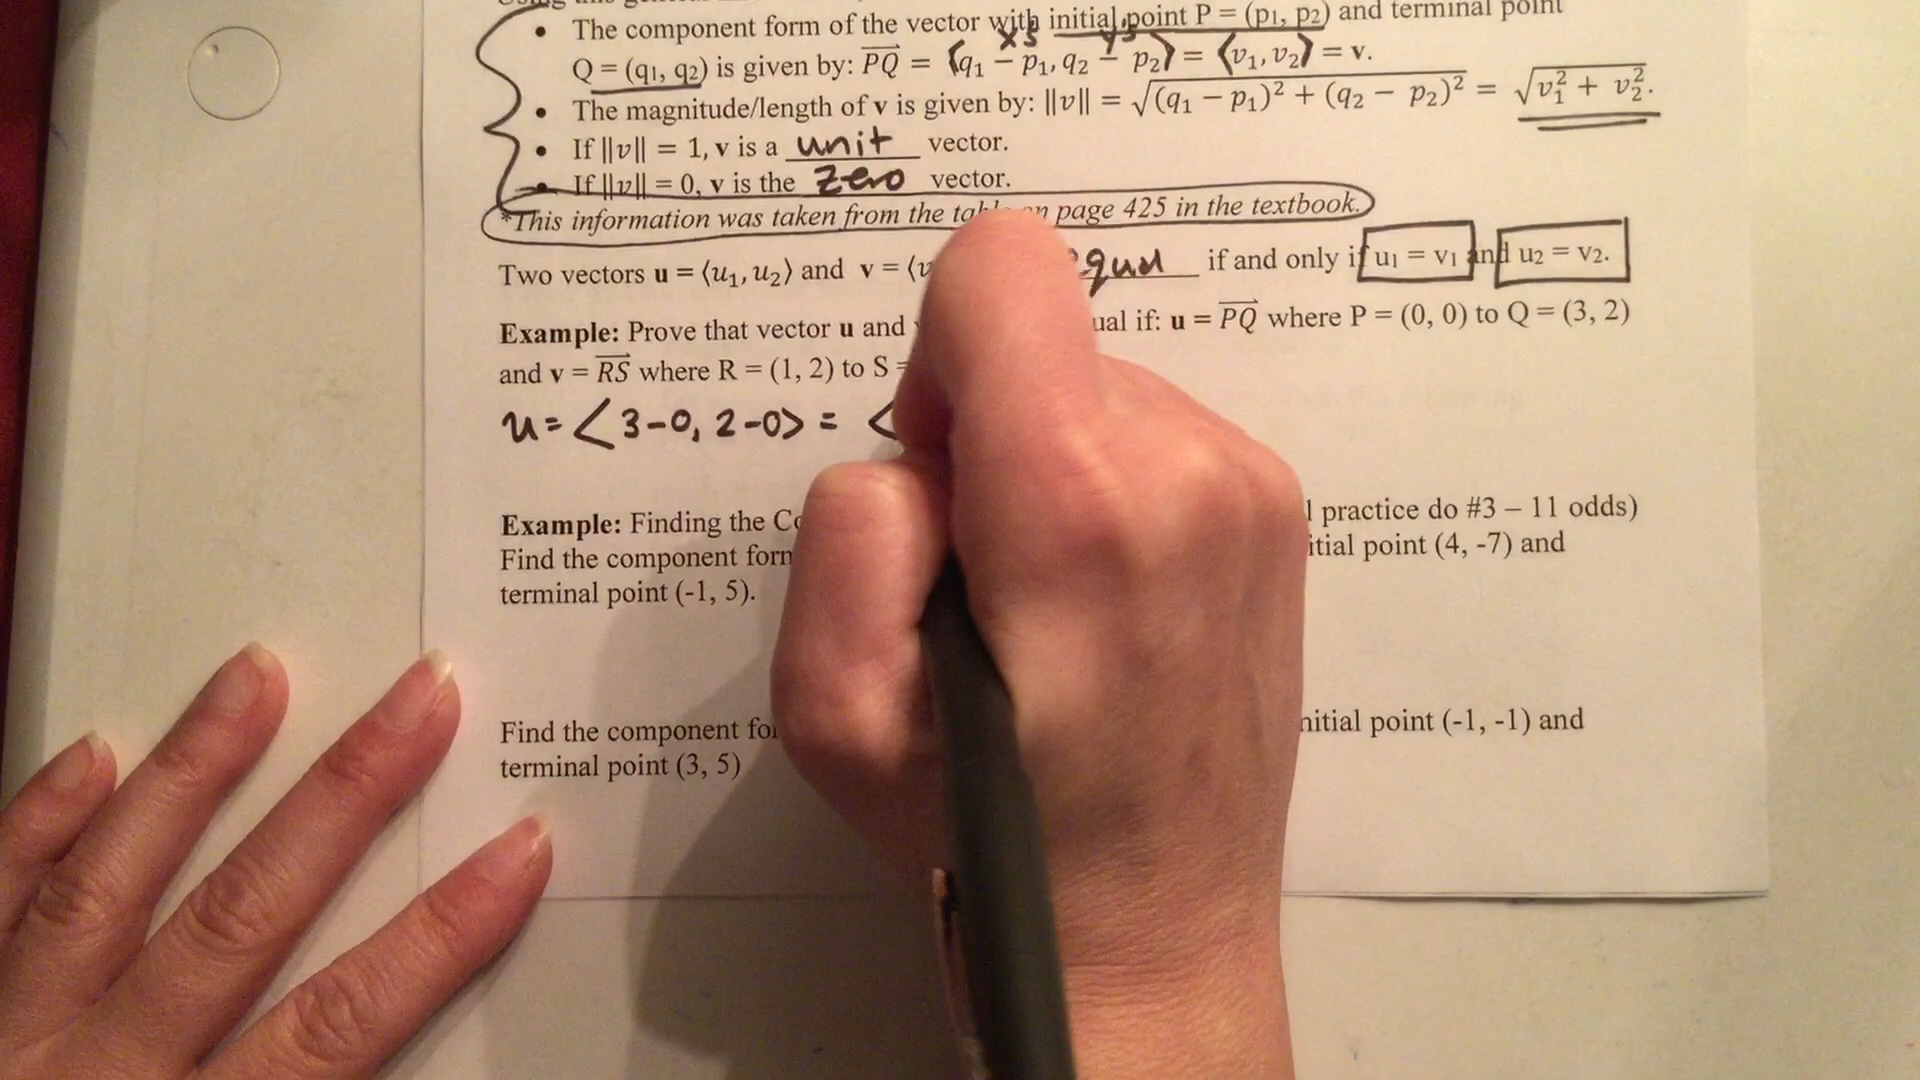 • The component form of the vector with initial point P = (p1, p2) and terminal point
x's y's
Q = (q1, q2) is given by: PQ = ⟨q1 − p1, q2 − p2⟩ = ⟨v1, v2⟩ = v.
• The magnitude/length of v is given by: ||v|| = √(q1 − p1)² + (q2 − p2)² = √v1² + v2².
• If ||v|| = 1, v is a unit vector.
• If ||v|| = 0, v is the zero vector.
*This information was taken from the page 425 in the textbook.
Two vectors u = ⟨u1, u2⟩ and v = ⟨v if and only if u1 = v1 and u2 = v2.
Example: Prove that vector u and if: u = PQ where P = (0, 0) to Q = (3, 2)
and v = RS where R = (1, 2) to S =
u = <3-0, 2-0> = <
Example: Finding the practice do #3 – 11 odds)
Find the component point (4, -7) and
terminal point (-1, 5).
Find the component point (-1, -1) and
terminal point (3, 5)